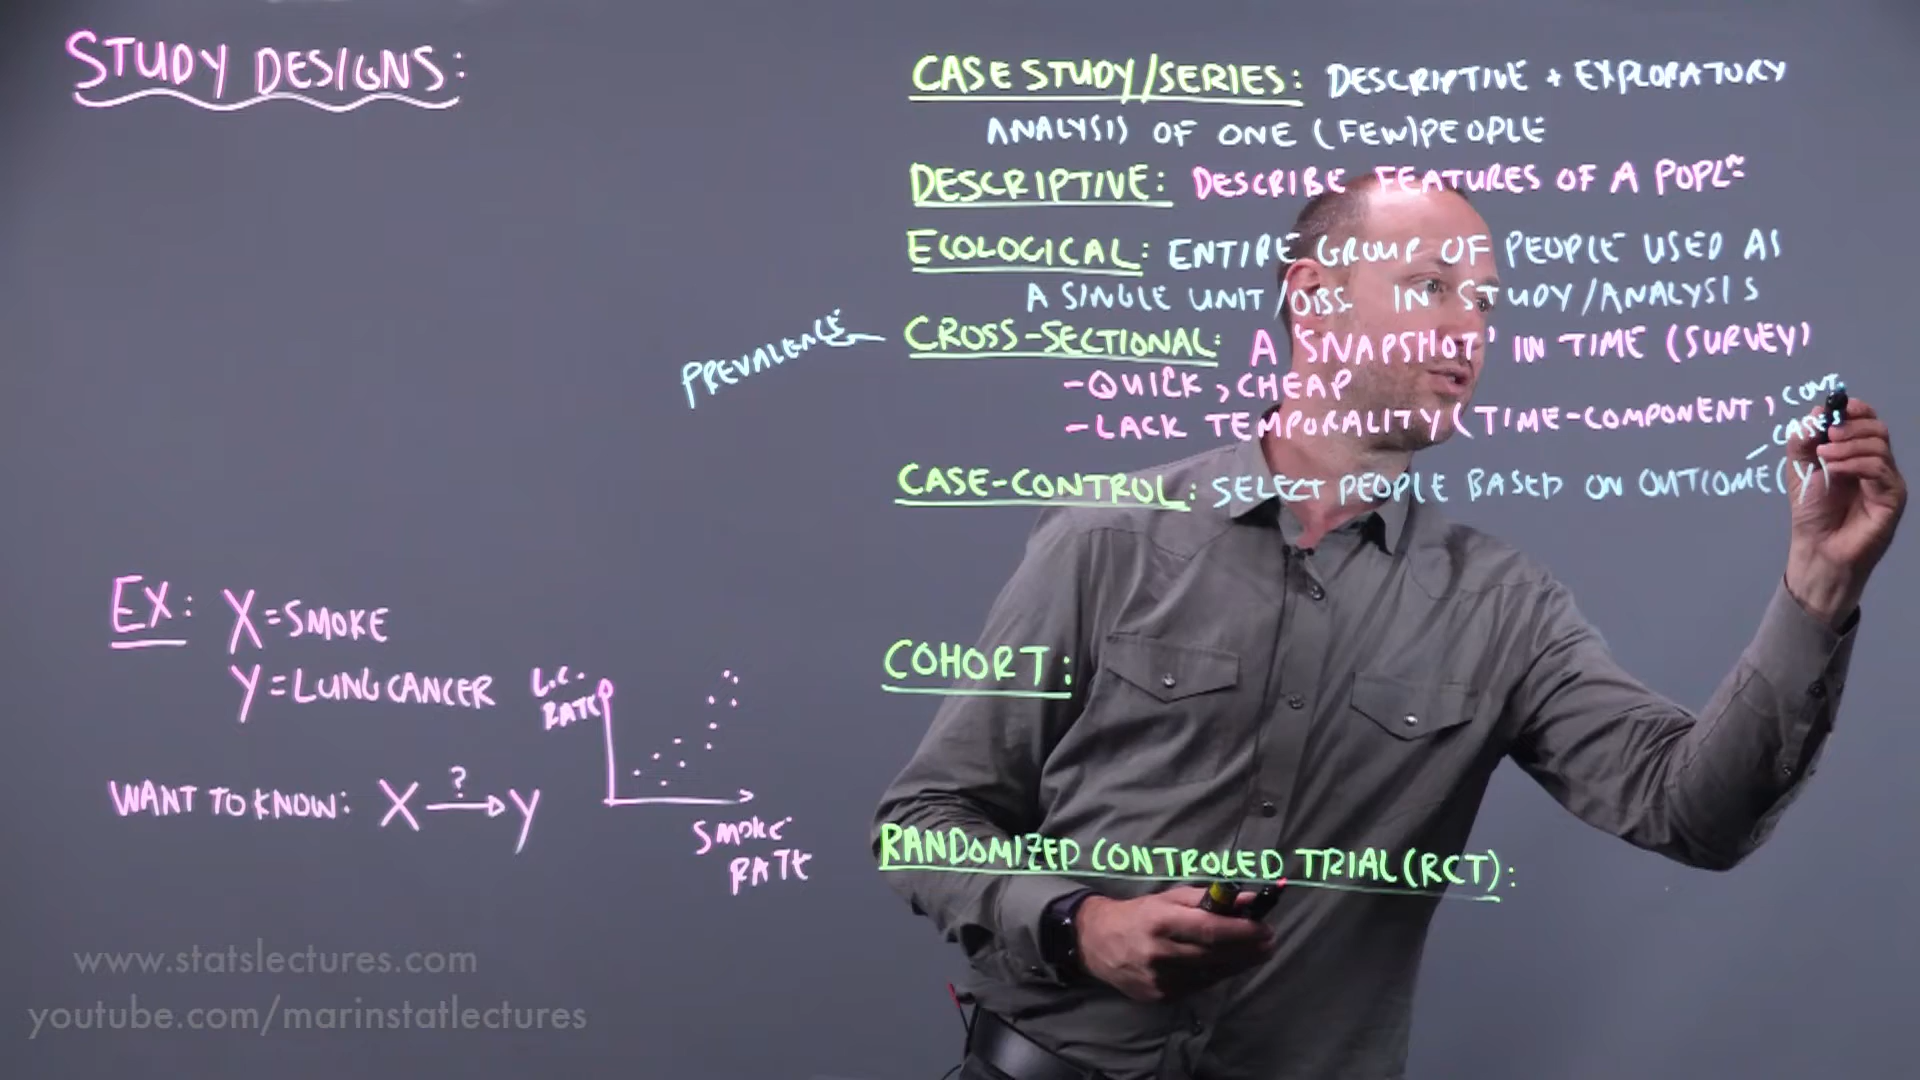 STUDY DESIGNS:
CASE STUDY/SERIES: DESCRIPTIVE + EXPLORATORY
ANALYSIS OF ONE (FEW) PEOPLE
DESCRIPTIVE: DESCRIBE FEATURES OF A POPLⁿ
ECOLOGICAL: ENTIRE GROUP OF PEOPLE USED AS
A SINGLE UNIT/OBS IN STUDY/ANALYSIS
PREVALENCE
CROSS-SECTIONAL: A 'SNAPSHOT' IN TIME (SURVEY)
-QUICK, CHEAP
-LACK TEMPORALITY (TIME-COMPONENT)
CONT.
CASES
CASE-CONTROL: SELECT PEOPLE BASED ON OUTCOME (Y)
EX: X=SMOKE
Y=LUNG CANCER
L.C.
RATE
SMOKE
RATE
WANT TO KNOW: X ? Y
COHORT:
RANDOMIZED CONTROLED TRIAL (RCT):
www.statslectures.com
youtube.com/marinstatlectures